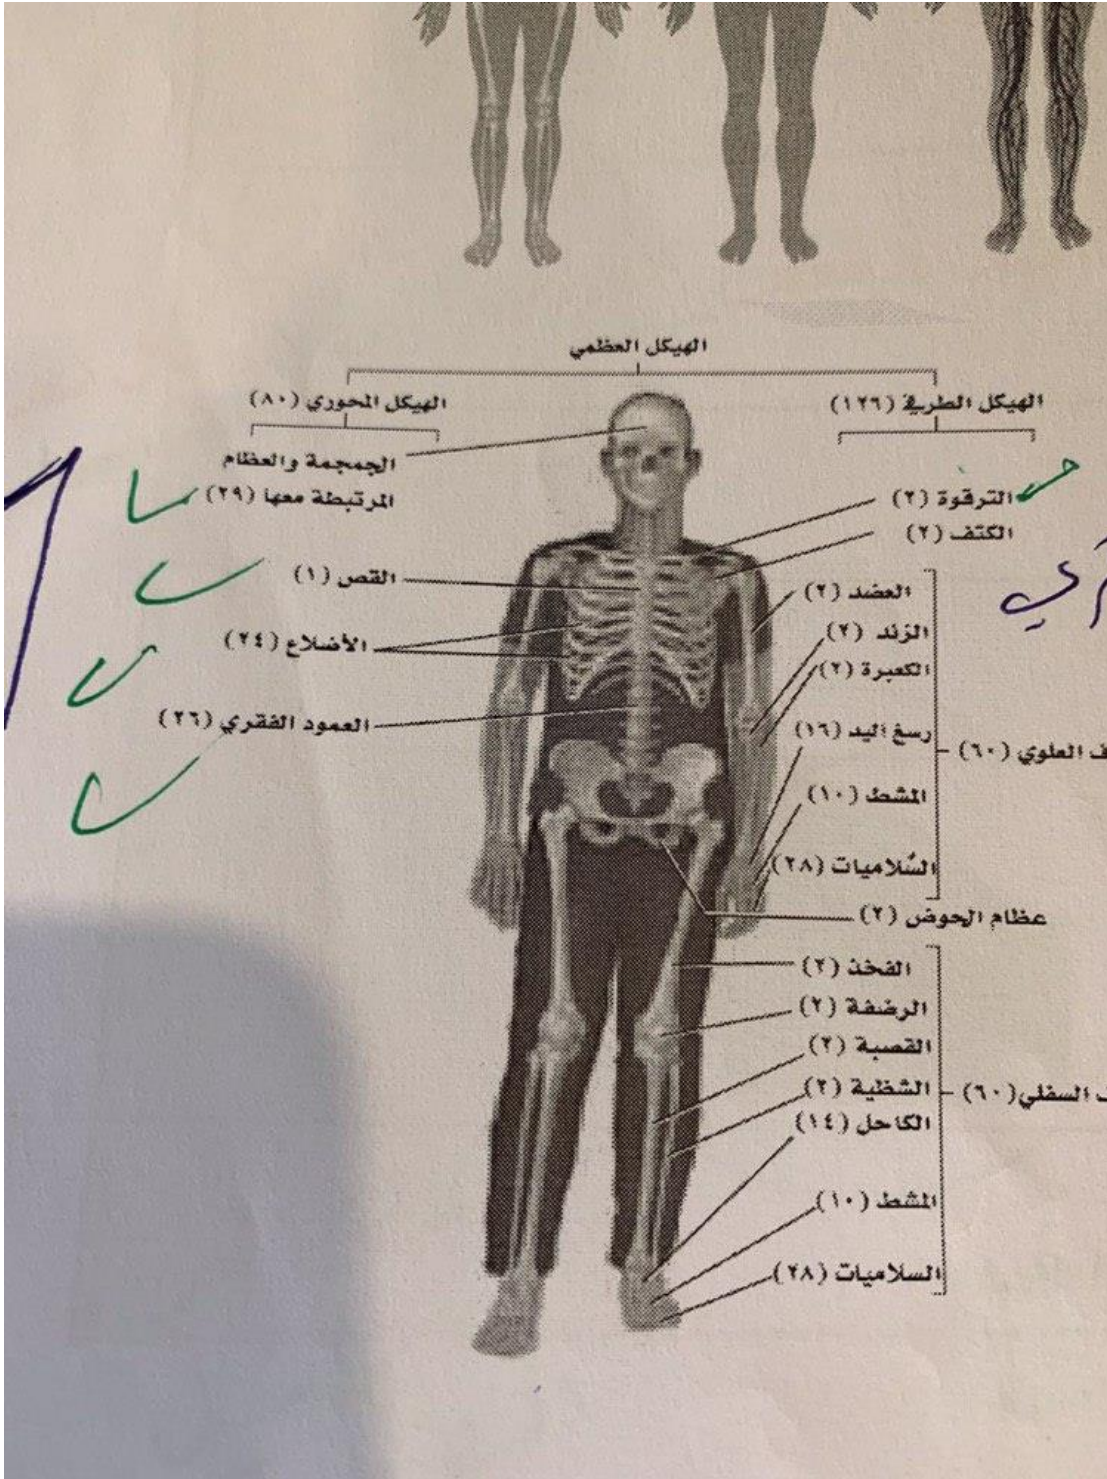 الهيكل العظمي
الهيكل الطرفي (١٢٦)
الترقوة (٢)
الكتف (٢)
العضد (٢)
الزند (٢)
الكعبرة (٢)
رسغ اليد (١٦)
المشط (١٠)
السُّلاميات (٢٨)
العلوي (٦٠)
عظام الحوض (٢)
الفخذ (٢)
الرضفة (٢)
القصبة (٢)
الشظية (٢)
الكاحل (١٤)
المشط (١٠)
السلاميات (٢٨)
السفلي (٦٠)
الهيكل المحوري (٨٠)
الجمجمة والعظام
المرتبطة معها (٢٩)
القص (١)
الأضلاع (٢٤)
العمود الفقري (٢٦)